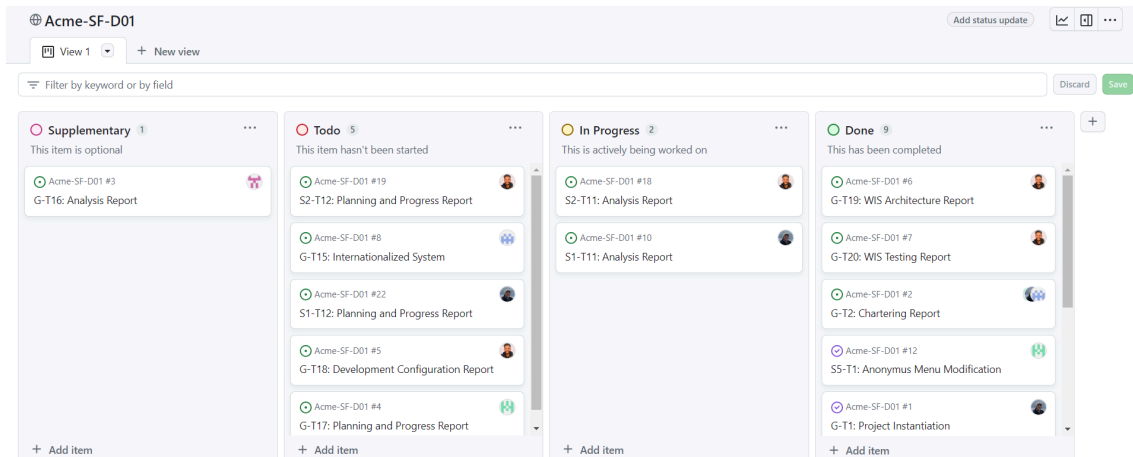 Acme-SF-D01
Add status update
View 1
New view
Filter by keyword or by field
Discard
Save
Supplementary 1
This item is optional
Acme-SF-D01 #3
G-T16: Analysis Report
Add item
Todo 5
This item hasn't been started
Acme-SF-D01 #19
S2-T12: Planning and Progress Report
Acme-SF-D01 #8
G-T15: Internationalized System
Acme-SF-D01 #22
S1-T12: Planning and Progress Report
Acme-SF-D01 #5
G-T18: Development Configuration Report
Acme-SF-D01 #4
G-T17: Planning and Progress Report
Add item
In Progress 2
This is actively being worked on
Acme-SF-D01 #18
S2-T11: Analysis Report
Acme-SF-D01 #10
S1-T11: Analysis Report
Add item
Done 9
This has been completed
Acme-SF-D01 #6
G-T19: WIS Architecture Report
Acme-SF-D01 #7
G-T20: WIS Testing Report
Acme-SF-D01 #2
G-T2: Chartering Report
Acme-SF-D01 #12
S5-T1: Anonymus Menu Modification
Acme-SF-D01 #1
G-T1: Project Instantiation
Add item